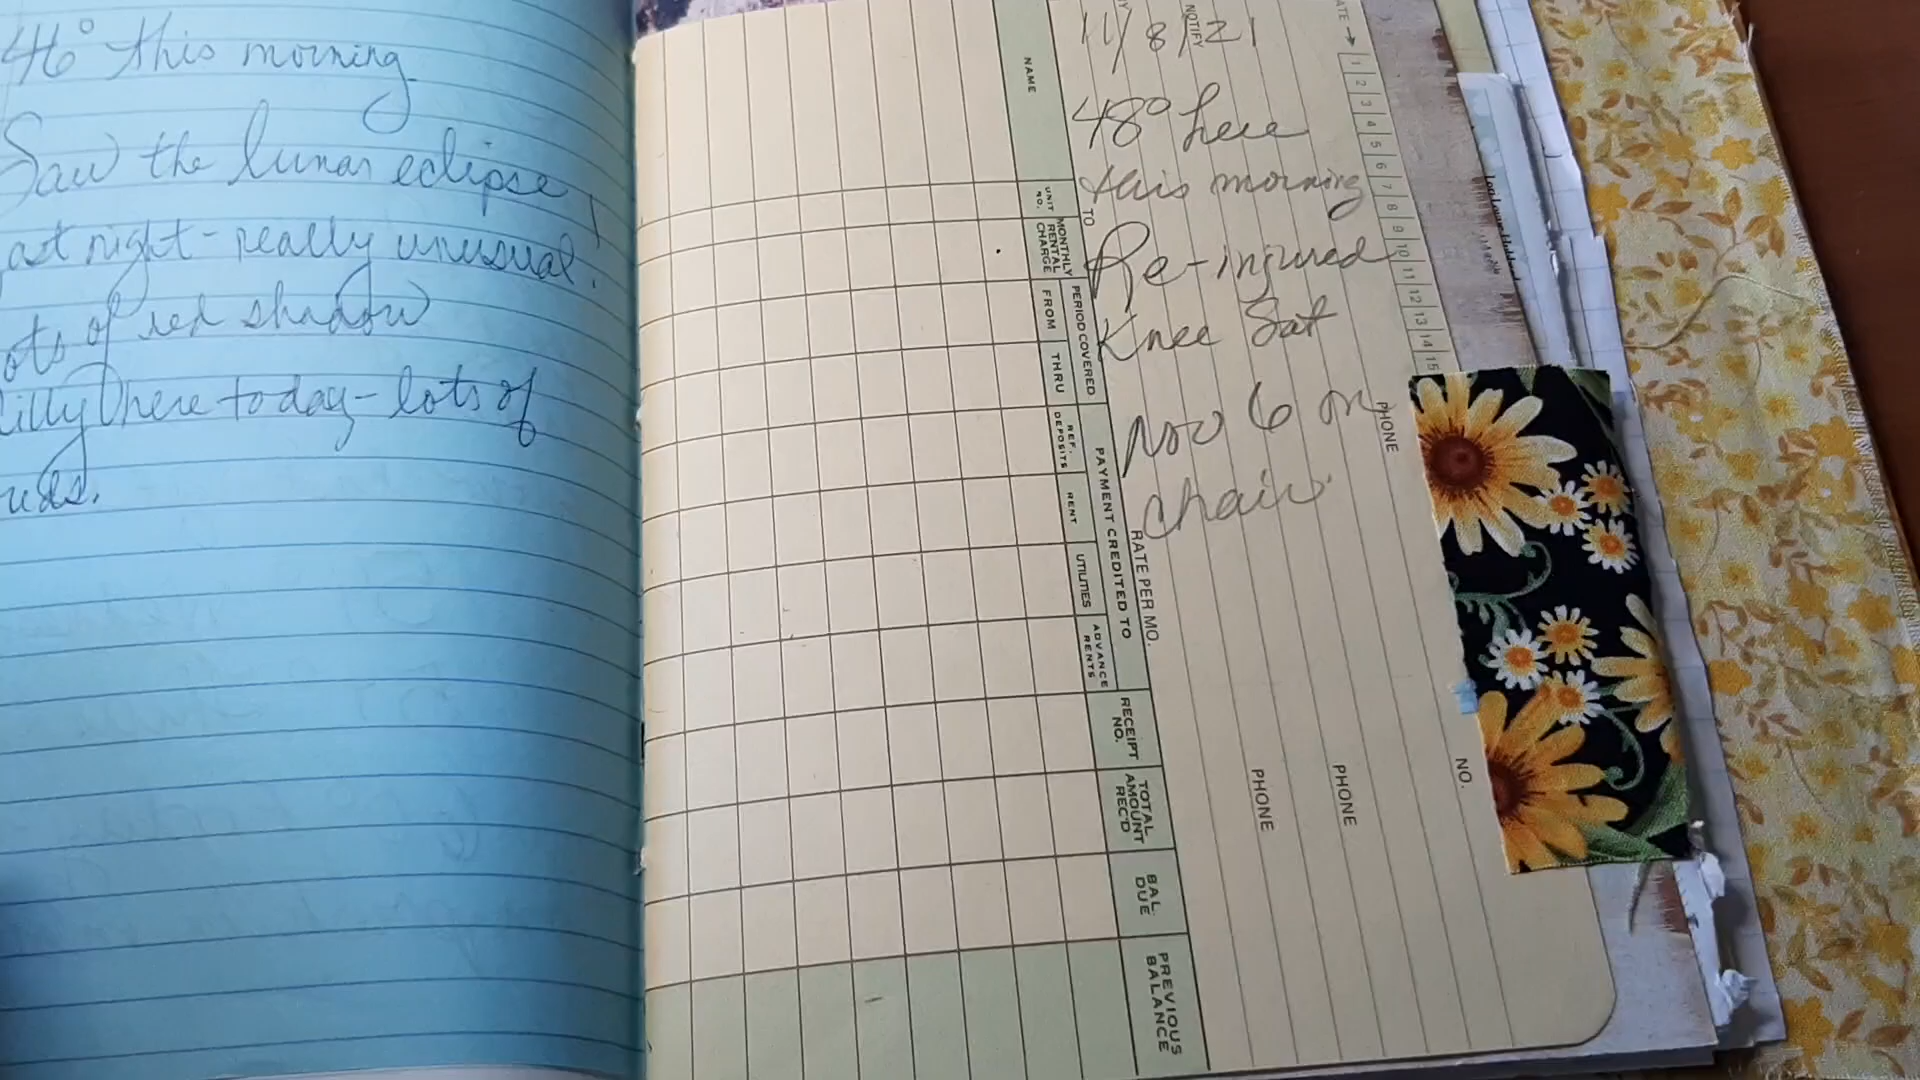 46° this morning
Saw the lunar eclipse
ast night - really unusual!
ots of red shadow
illy here today - lots of
11/8/21
48° here
this morning
Re-injured
Knee Sat
Nov 6 on
chair
NAME
UNIT NO.
MONTHLY RENTAL CHARGE
PERIOD COVERED
FROM
THRU
PAYMENT CREDITED TO
REF. DEPOSITS
RENT
UTILITIES
ADVANCE RENTS
RECEIPT NO.
TOTAL AMOUNT REC'D
BAL. DUE
PREVIOUS BALANCE
NOTIFY
TO
RATE PER MO.
PHONE
PHONE
PHONE
NO.
ATE →
1 2 3 4 5 6 7 8 9 10 11 12 13 14 15